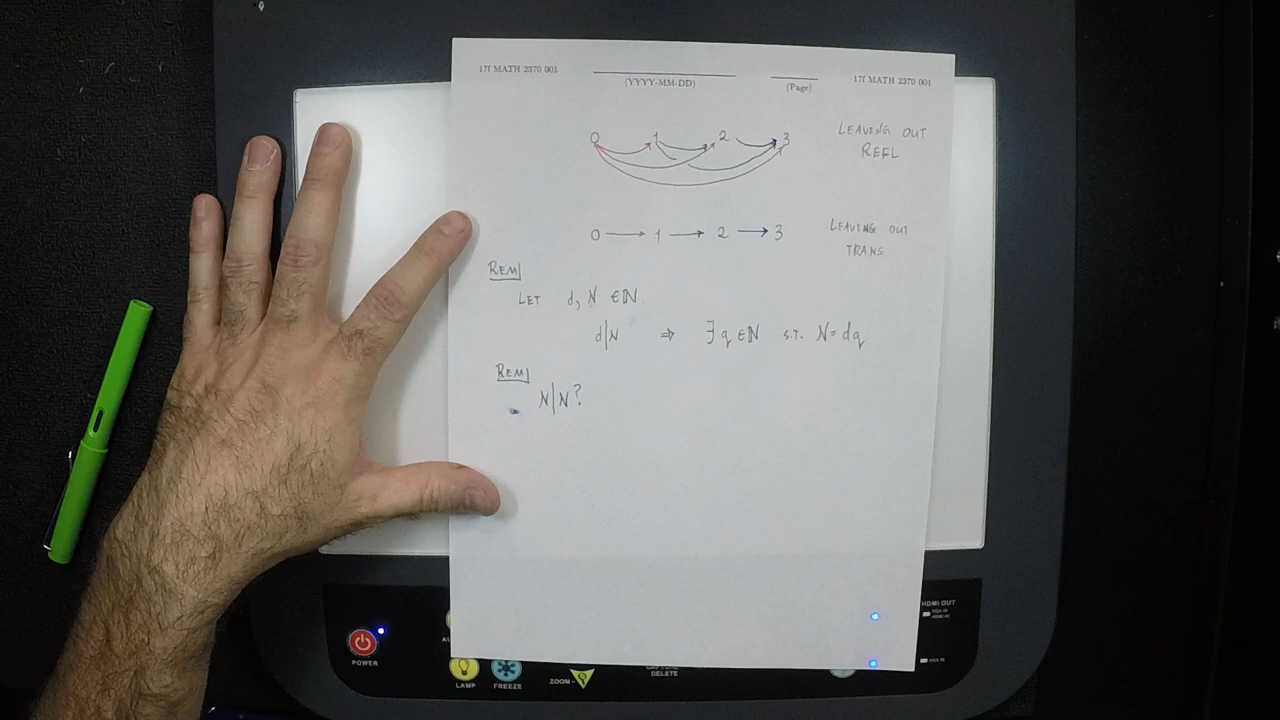 17f MATH 2370 001 (YYYY-MM-DD) (Page) 17f MATH 2370 001
0 1 2 3 LEAVING OUT
REFL
0 → 1 → 2 → 3 LEAVING OUT
TRANS
REM
LET d, N ∈ ℕ.
d|N ⇒ ∃ q ∈ ℕ S.T. N = dq
REM
N|N?
HDMI OUT
POWER
LAMP FREEZE ZOOM- DELETE